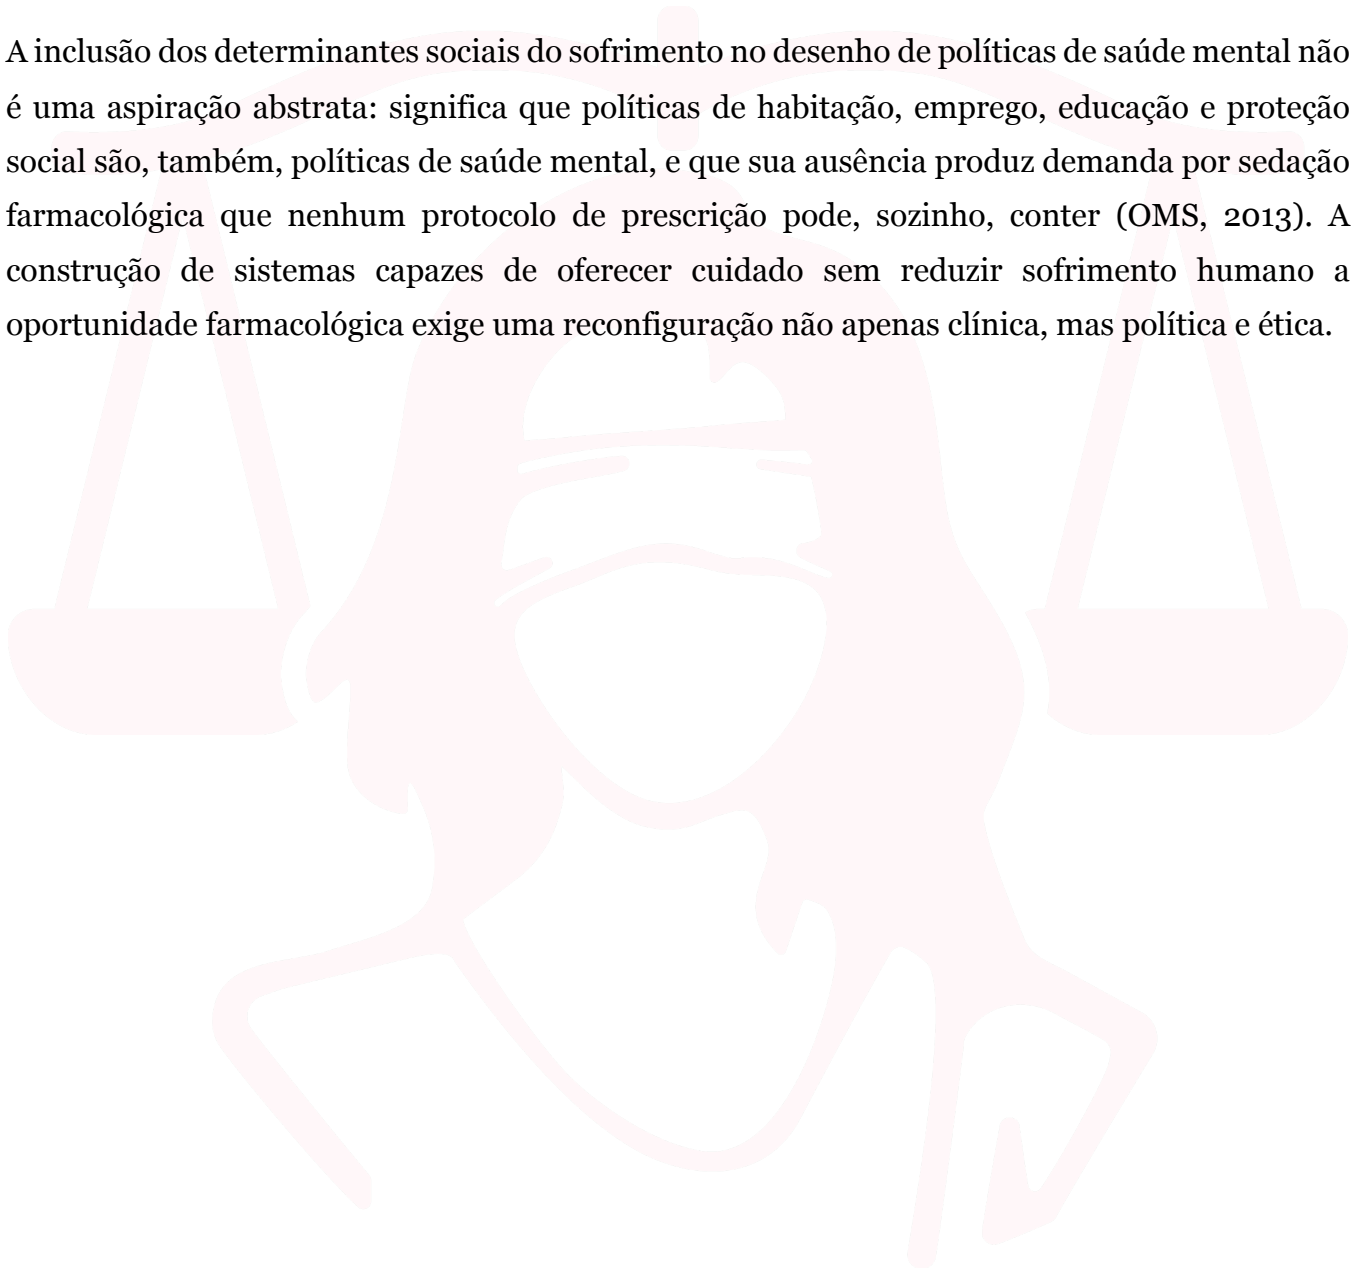 A inclusão dos determinantes sociais do sofrimento no desenho de políticas de saúde mental não
é uma aspiração abstrata: significa que políticas de habitação, emprego, educação e proteção
social são, também, políticas de saúde mental, e que sua ausência produz demanda por sedação
farmacológica que nenhum protocolo de prescrição pode, sozinho, conter (OMS, 2013). A
construção de sistemas capazes de oferecer cuidado sem reduzir sofrimento humano a
oportunidade farmacológica exige uma reconfiguração não apenas clínica, mas política e ética.